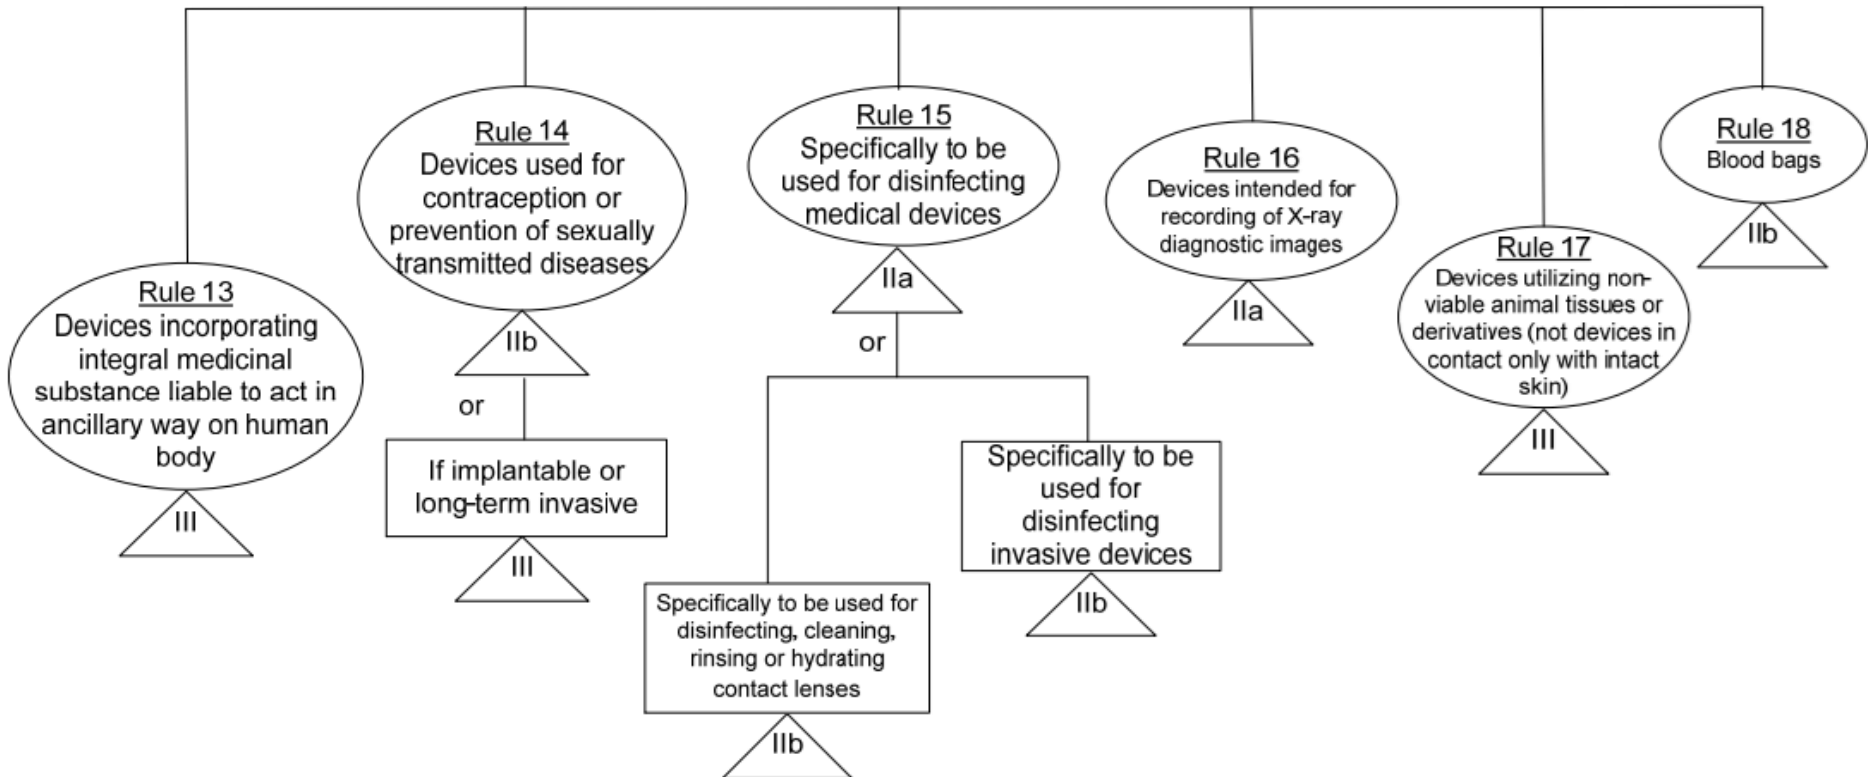 Rule 13
Devices incorporating
integral medicinal
substance liable to act in
ancillary way on human
body
III
Rule 14
Devices used for
contraception or
prevention of sexually
transmitted diseases
IIb
or
If implantable or
long-term invasive
III
Rule 15
Specifically to be
used for disinfecting
medical devices
IIa
or
Specifically to be used for
disinfecting, cleaning,
rinsing or hydrating
contact lenses
IIb
Specifically to be
used for
disinfecting
invasive devices
IIb
Rule 16
Devices intended for
recording of X-ray
diagnostic images
IIa
Rule 17
Devices utilizing non-
viable animal tissues or
derivatives (not devices in
contact only with intact
skin)
III
Rule 18
Blood bags
IIb